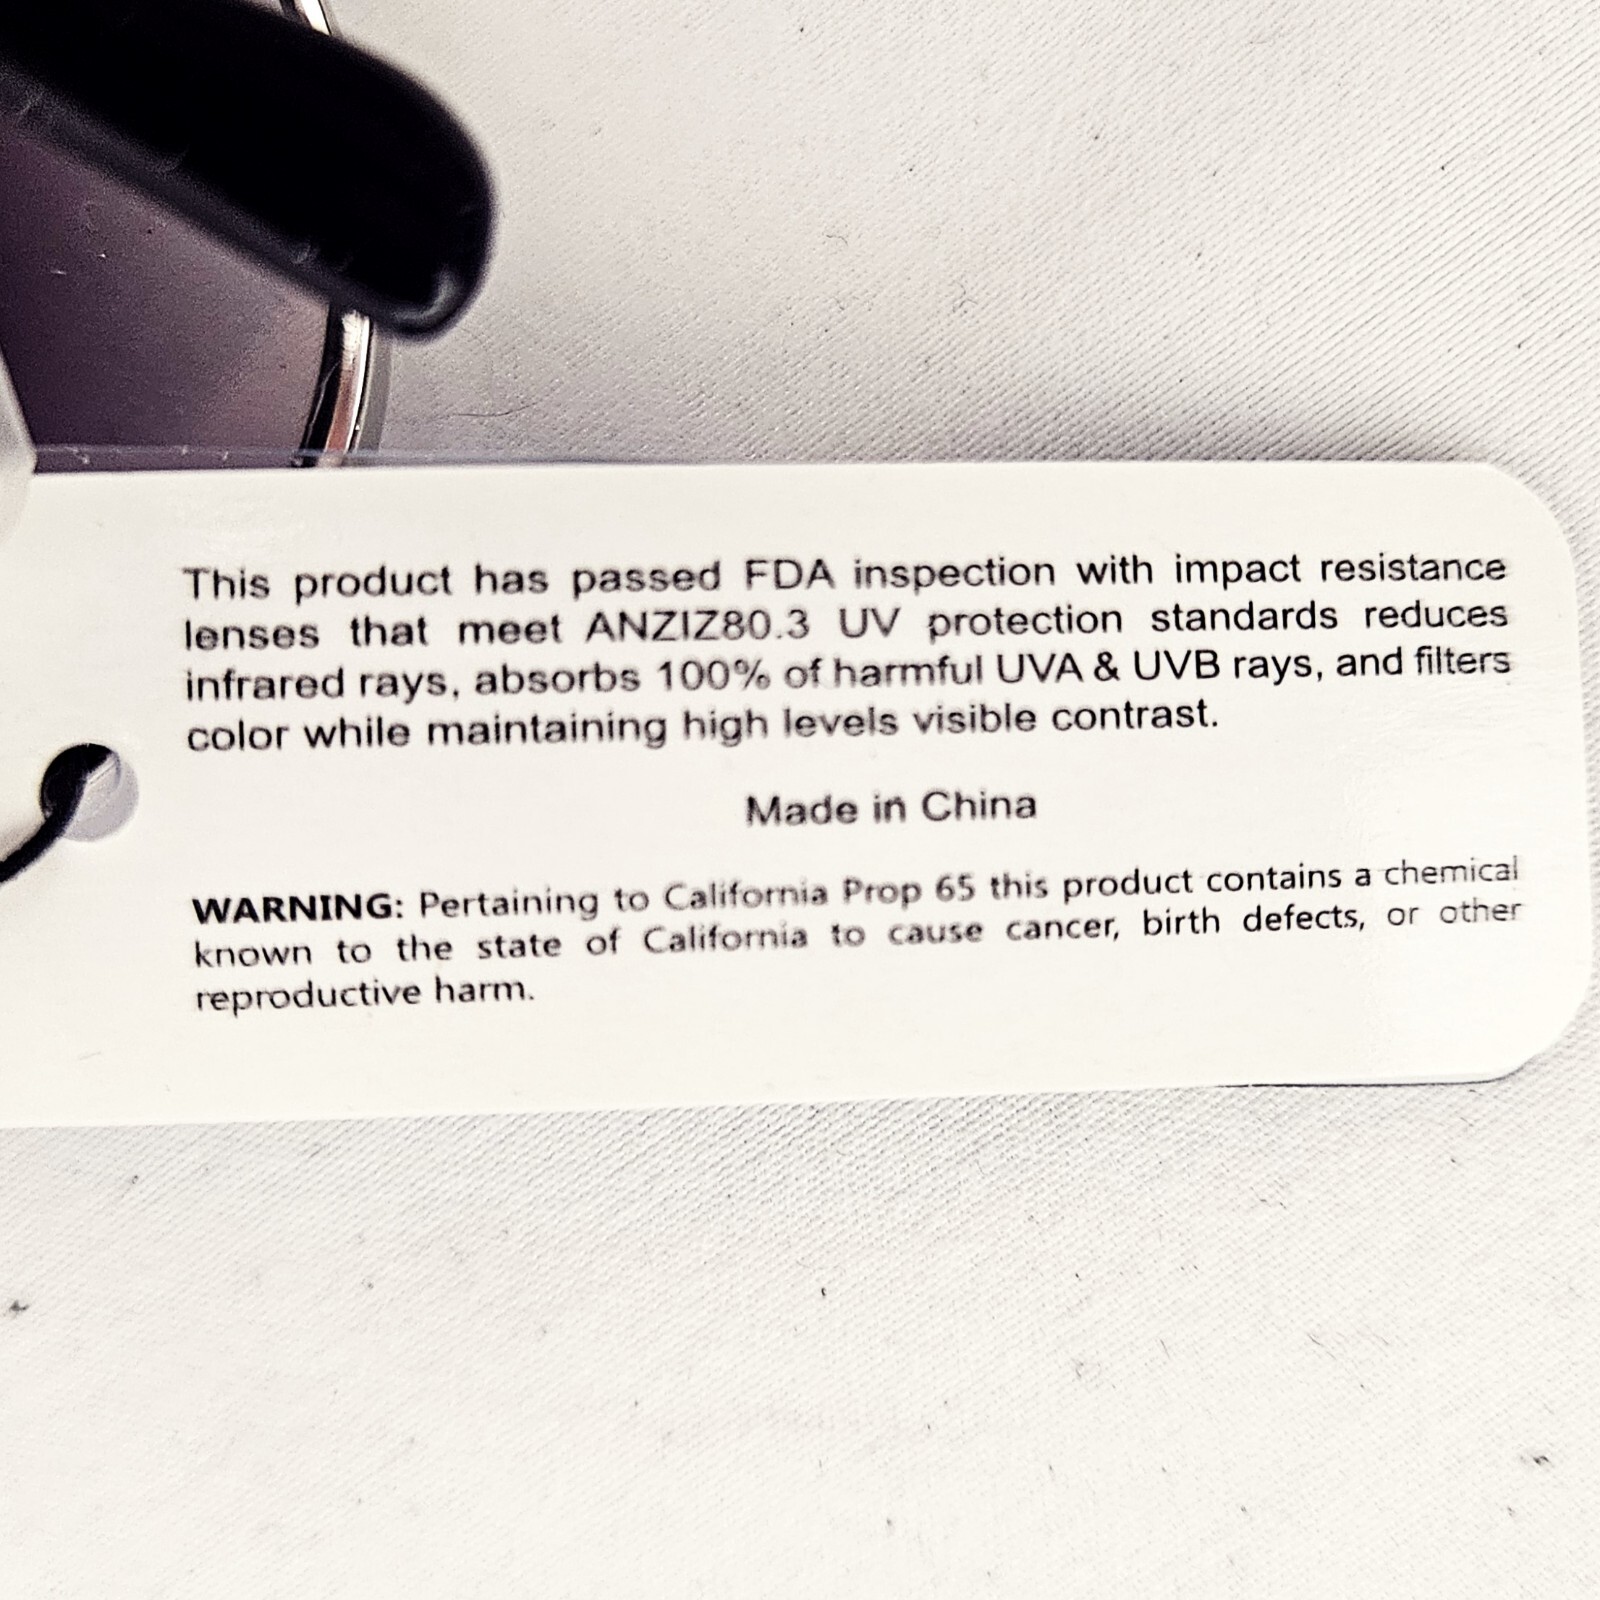 This product has passed FDA inspection with impact resistance
lenses that meet ANZIZ80.3 UV protection standards reduces
infrared rays, absorbs 100% of harmful UVA & UVB rays, and filters
color while maintaining high levels visible contrast.
Made in China
WARNING: Pertaining to California Prop 65 this product contains a chemical
known to the state of California to cause cancer, birth defects, or other
reproductive harm.